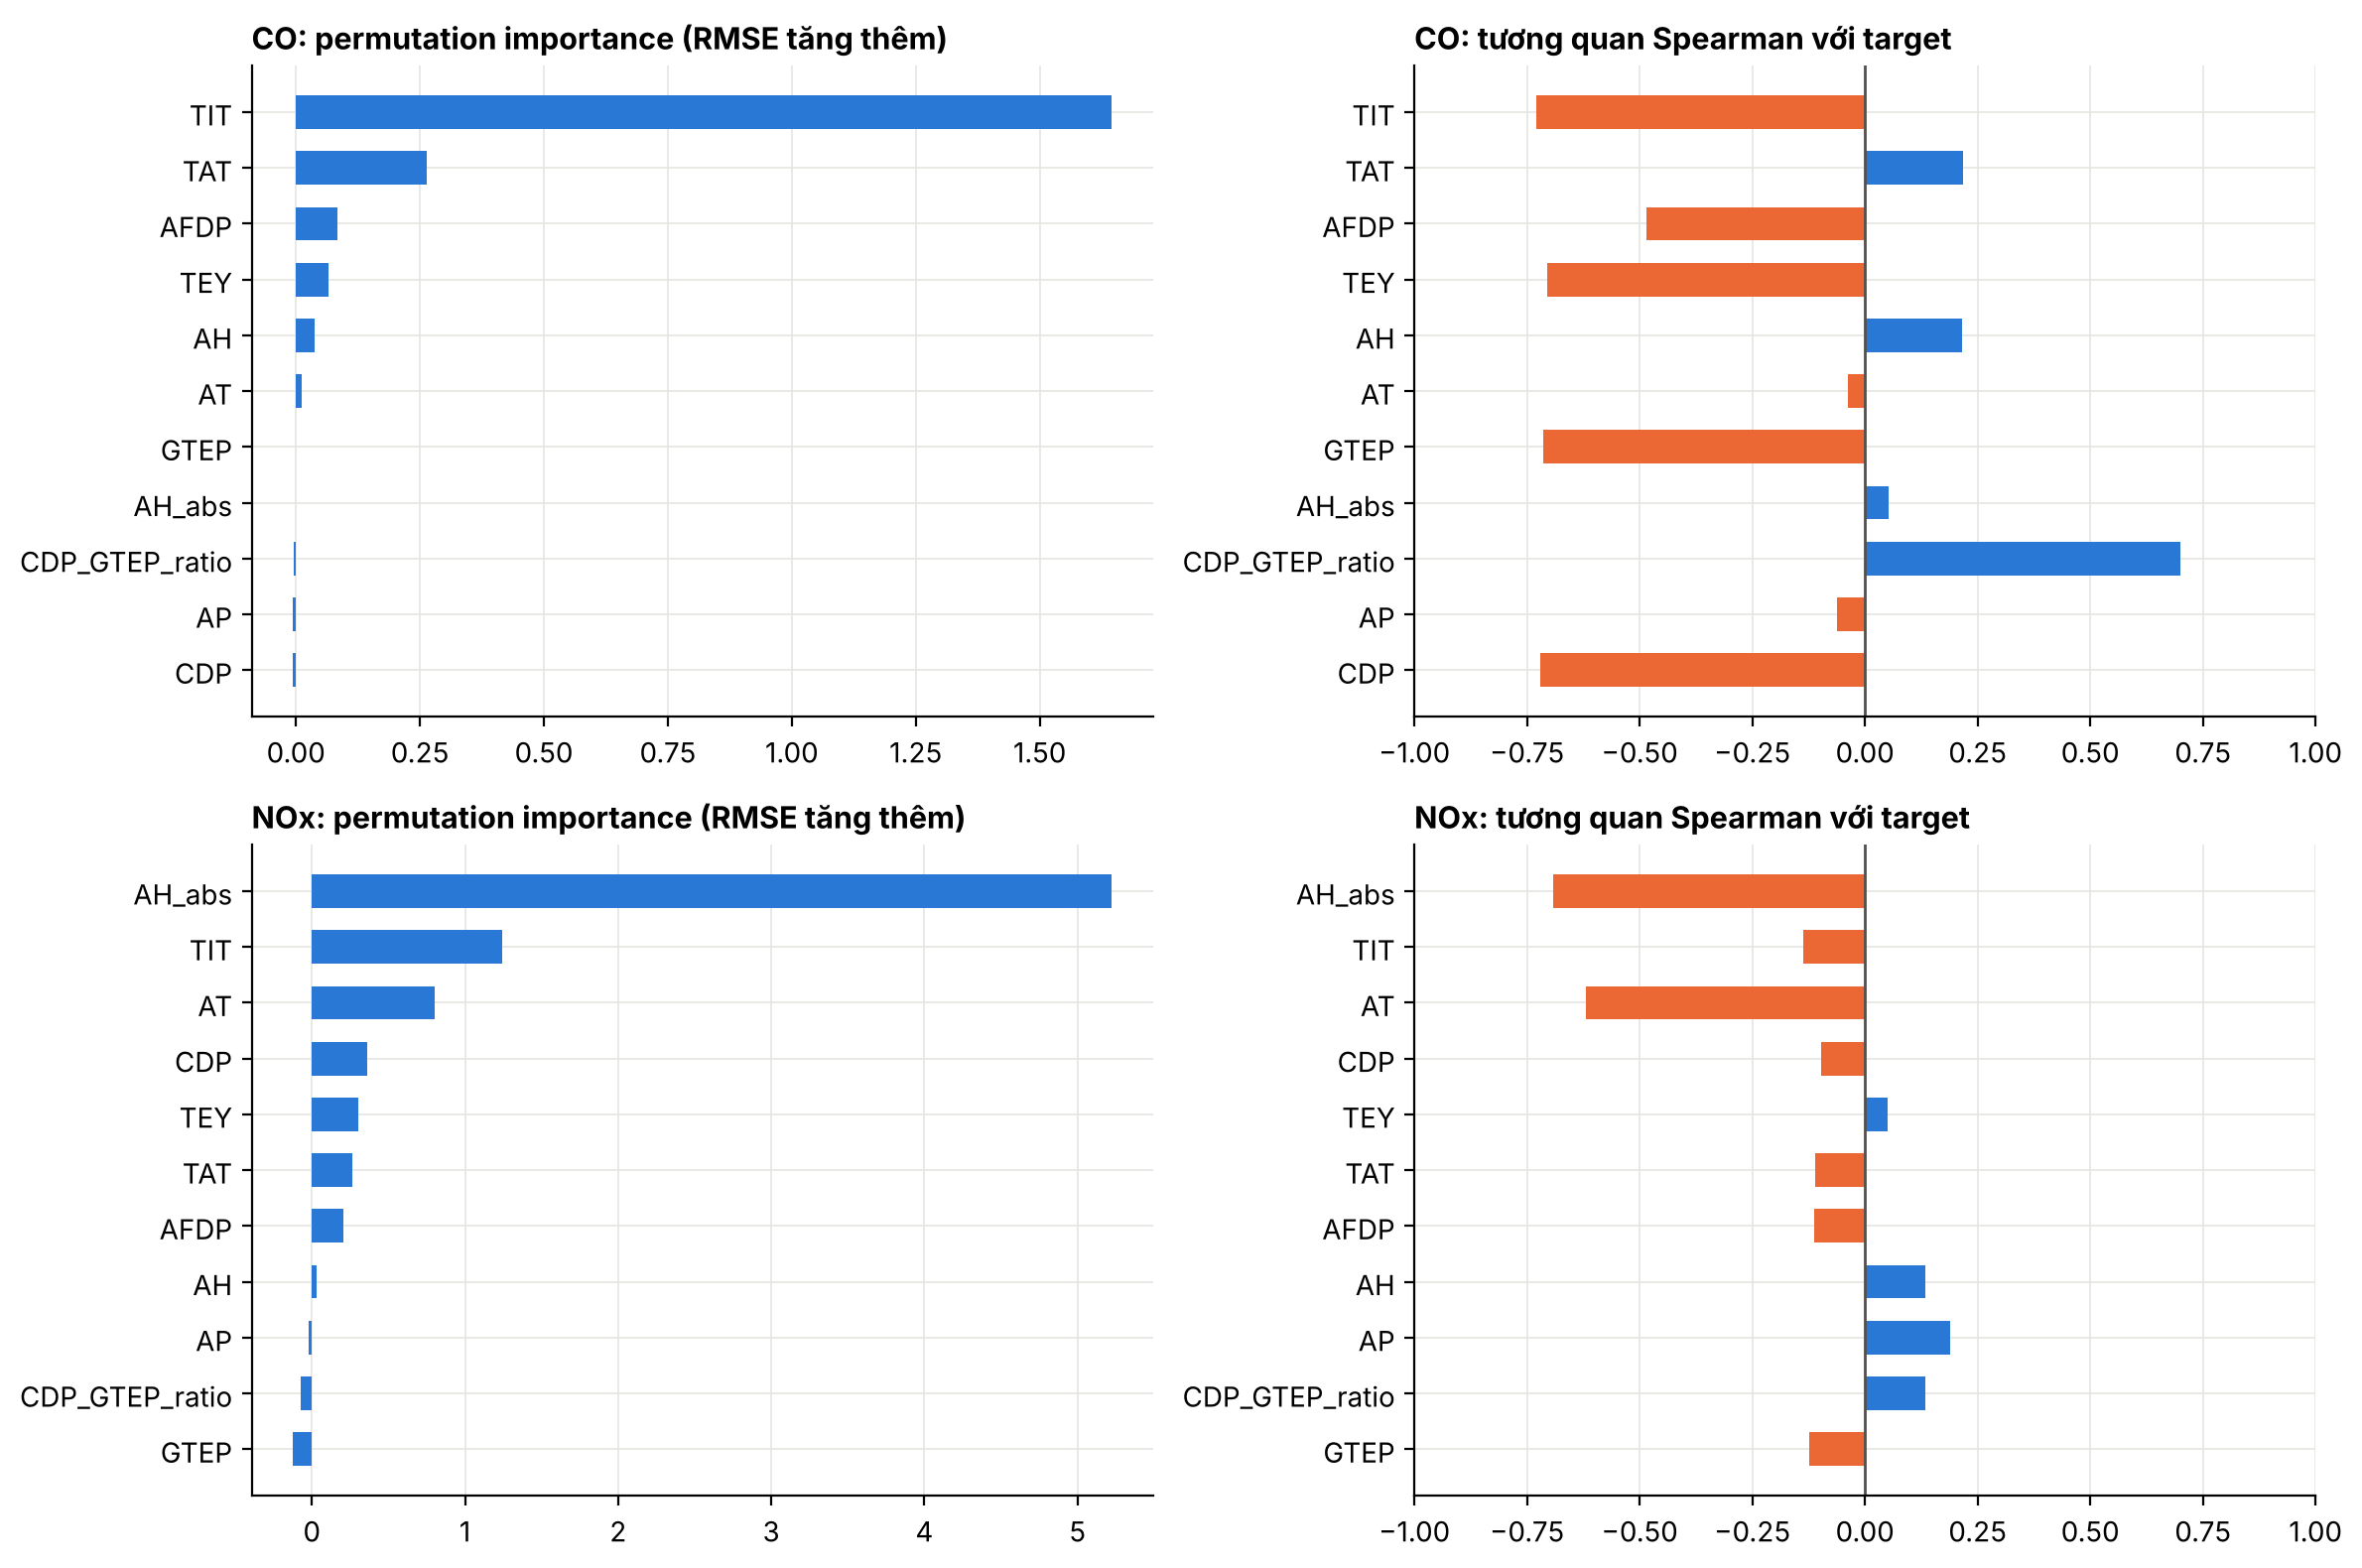 CO: permutation importance (RMSE tăng thêm)
TIT
TAT
AFDP
TEY
AH
AT
GTEP
AH_abs
CDP_GTEP_ratio
AP
CDP
0.00 0.25 0.50 0.75 1.00 1.25 1.50
CO: tương quan Spearman với target
TIT
TAT
AFDP
TEY
AH
AT
GTEP
AH_abs
CDP_GTEP_ratio
AP
CDP
−1.00 −0.75 −0.50 −0.25 0.00 0.25 0.50 0.75 1.00
NOx: permutation importance (RMSE tăng thêm)
AH_abs
TIT
AT
CDP
TEY
TAT
AFDP
AH
AP
CDP_GTEP_ratio
GTEP
0 1 2 3 4 5
NOx: tương quan Spearman với target
AH_abs
TIT
AT
CDP
TEY
TAT
AFDP
AH
AP
CDP_GTEP_ratio
GTEP
−1.00 −0.75 −0.50 −0.25 0.00 0.25 0.50 0.75 1.00